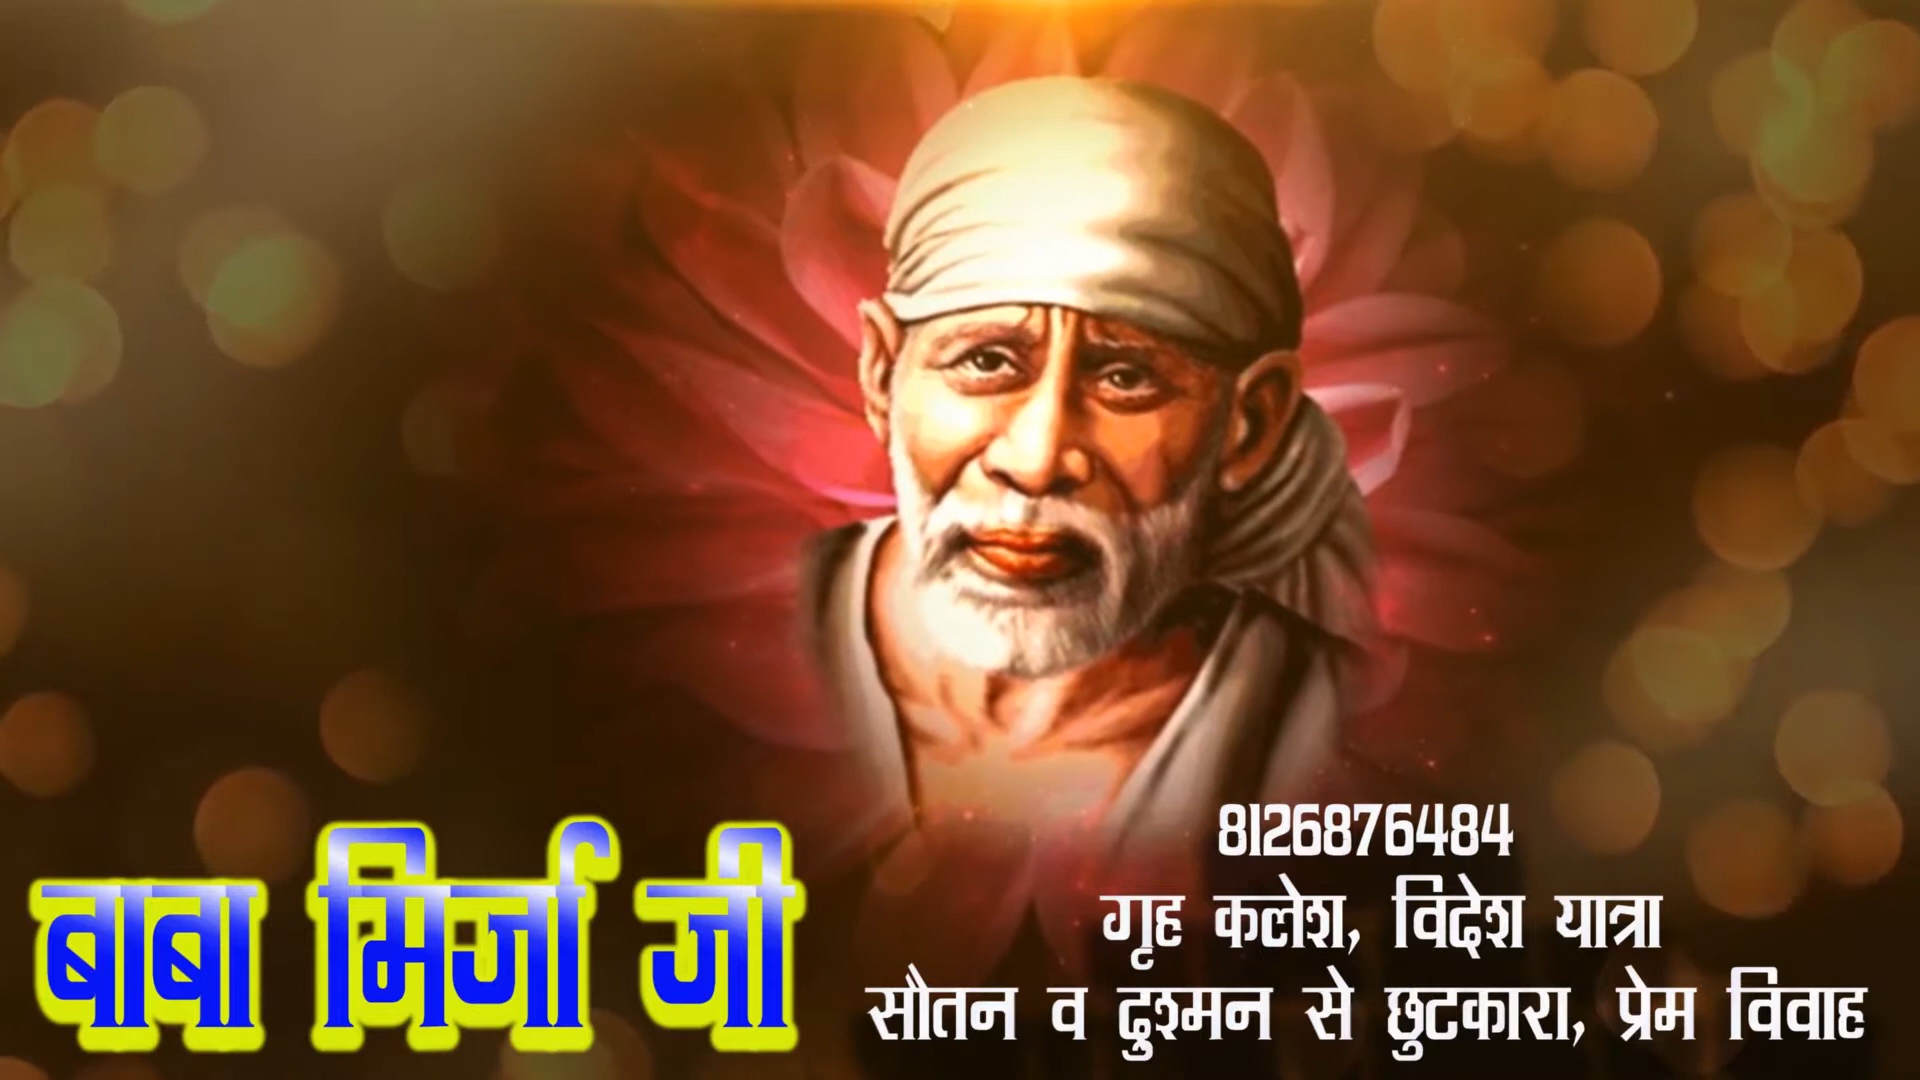 बाबा मिर्जा जी
8126876484
गृह कलेश, विदेश यात्रा
सौतन व दुश्मन से छुटकारा, प्रेम विवाह